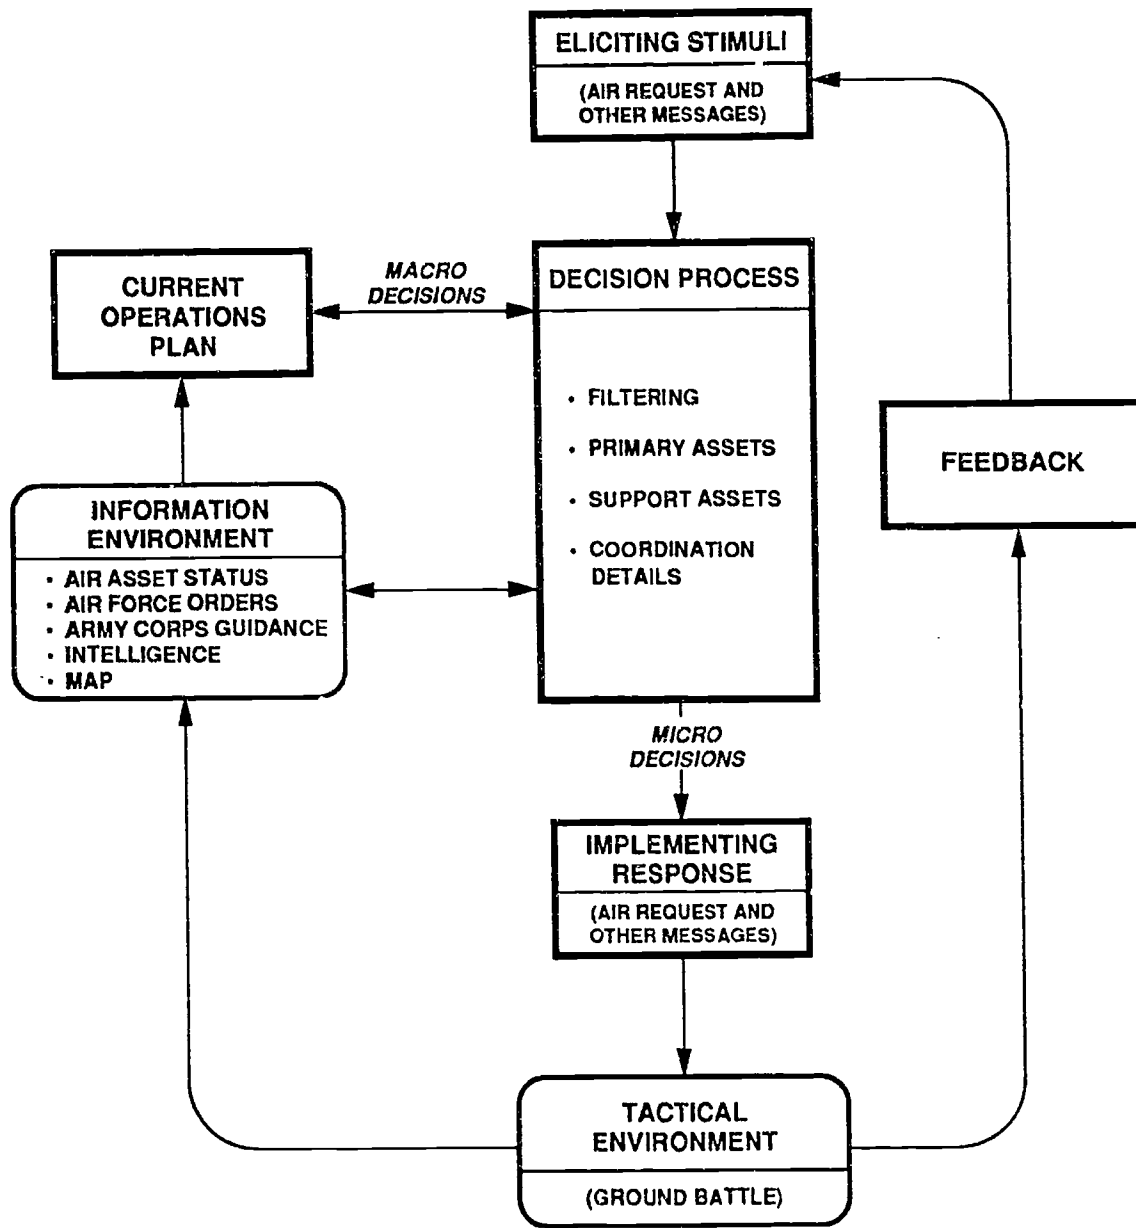 ELICITING STIMULI
(AIR REQUEST AND
OTHER MESSAGES)
CURRENT
OPERATIONS
PLAN
MACRO
DECISIONS
DECISION PROCESS
• FILTERING
• PRIMARY ASSETS
• SUPPORT ASSETS
• COORDINATION
DETAILS
FEEDBACK
INFORMATION
ENVIRONMENT
• AIR ASSET STATUS
• AIR FORCE ORDERS
• ARMY CORPS GUIDANCE
• INTELLIGENCE
• MAP
MICRO
DECISIONS
IMPLEMENTING
RESPONSE
(AIR REQUEST AND
OTHER MESSAGES)
TACTICAL
ENVIRONMENT
(GROUND BATTLE)